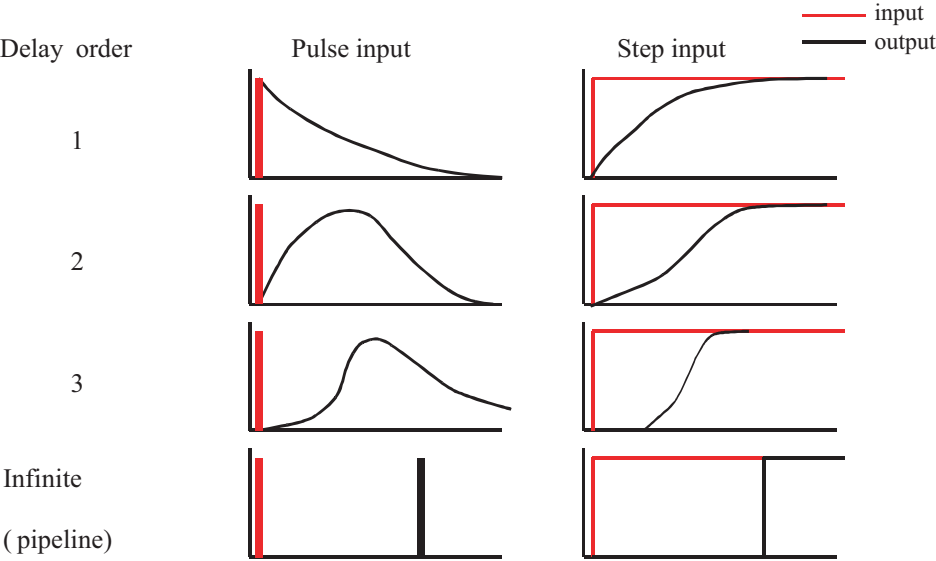 input
output
Delay order
Pulse input
Step input
1
2
3
Infinite
( pipeline)